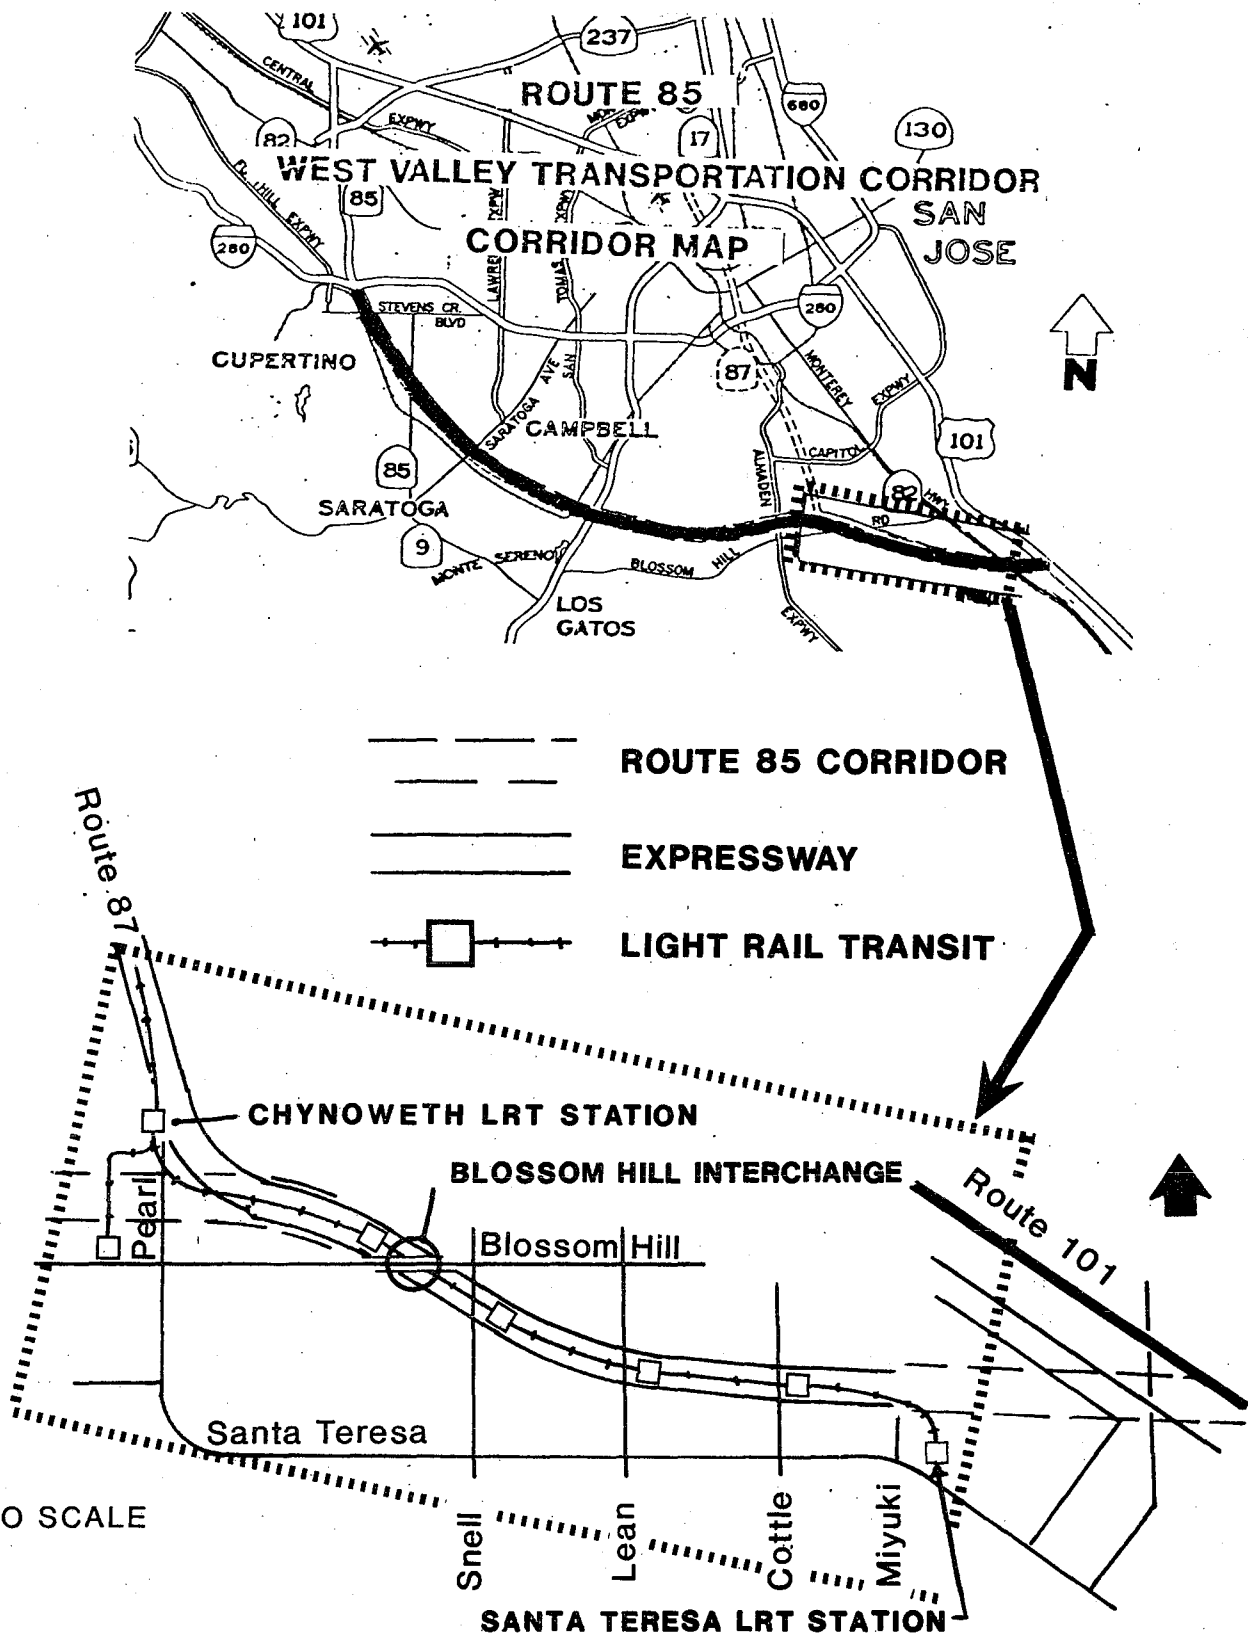 101
237
CENTRAL
EXPWY
ROUTE 85
680
130
82
17
WEST VALLEY TRANSPORTATION CORRIDOR
HILL EXPWY
85
SAN
JOSE
CORRIDOR MAP
280
STEVENS CR.
BLVD
280
CUPERTINO
SARATOGA AVE
SAN
TOMAS
87
MONTEREY
EXPWY
CAMPBELL
CAPITOL
101
85
ALMADEN
82
HWY
SARATOGA
RD
9
MONTE SERENO
BLOSSOM HILL
LOS
GATOS
EXPWY
N
ROUTE 85 CORRIDOR
EXPRESSWAY
LIGHT RAIL TRANSIT
Route 87
CHYNOWETH LRT STATION
BLOSSOM HILL INTERCHANGE
Route 101
Pearl
Blossom Hill
Santa Teresa
O SCALE
Snell
Lean
Cottle
Miyuki
SANTA TERESA LRT STATION